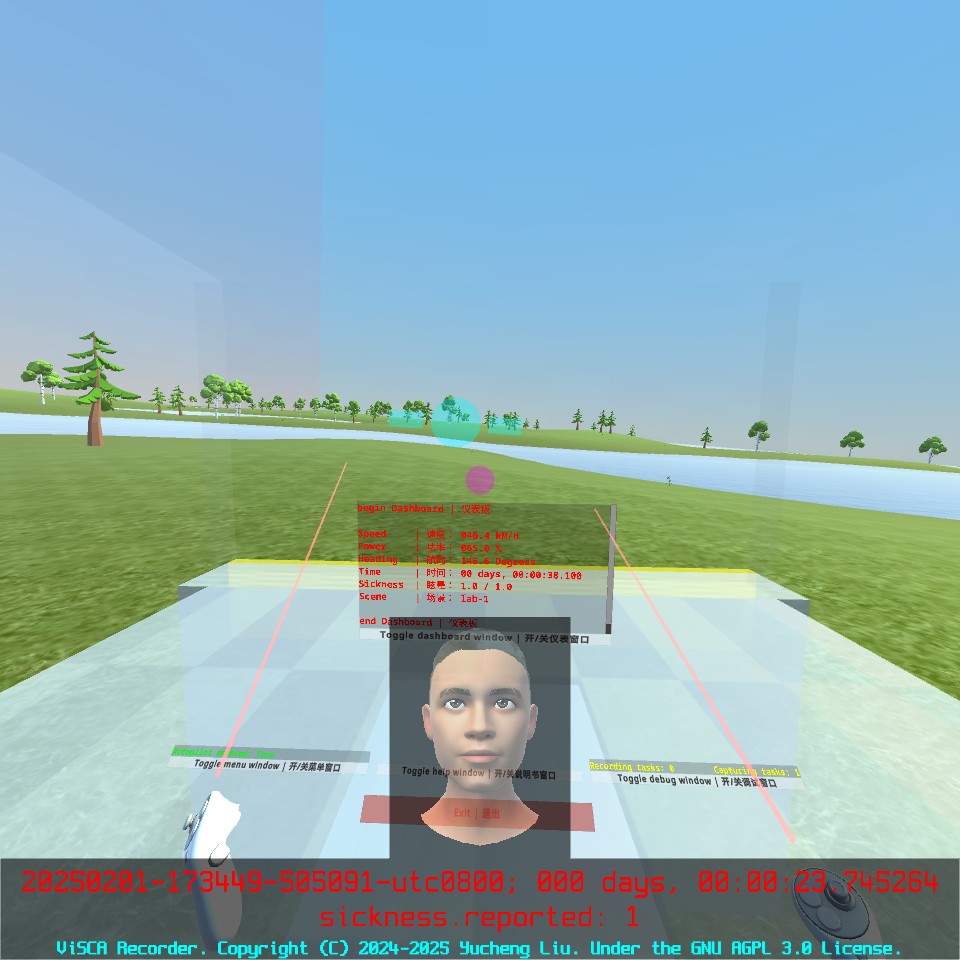 begin Dashboard | 仪表板
Speed | 速度： 046.4 kM/H
Power | 功率： 065.0 %
Heading | 航向： Degrees
Time | 时间： 00 days, 00:00:30.100
Sickness | 眩晕： 1.0 / 1.0
Scene | 场景： lab-1
end Dashboard | 仪表板
Toggle dashboard window | 开/关仪表窗口
Toggle menu window | 开/关菜单窗口
Toggle help window | 开/关说明书窗口
Recording tasks: 0 Capturing tasks: 1
Toggle debug window | 开/关调试窗口
Exit | 退出
20250201-173449-505091-utc0800; 000 days, 00:00:23.745264
sickness.reported: 1
ViSCA Recorder. Copyright (C) 2024-2025 Yucheng Liu. Under the GNU AGPL 3.0 License.